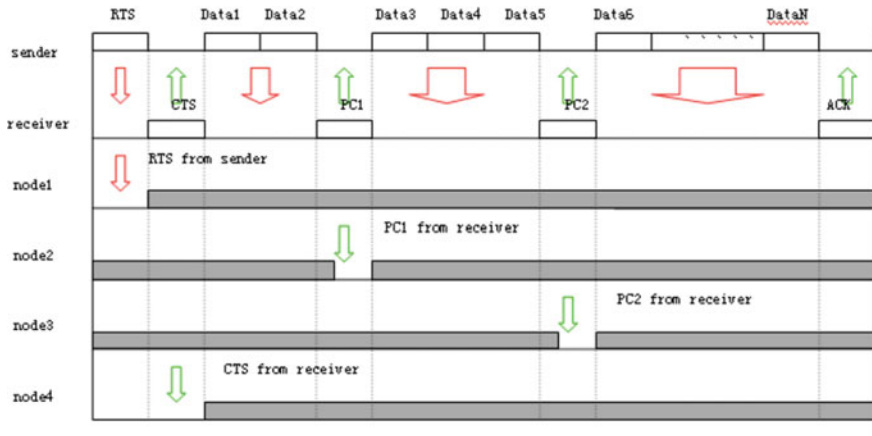 RTS Data1 Data2 Data3 Data4 Data5 Data6 DataN
sender
CTS PC1 PC2 ACK
receiver
RTS from sender
node1
PC1 from receiver
node2
PC2 from receiver
node3
CTS from receiver
node4